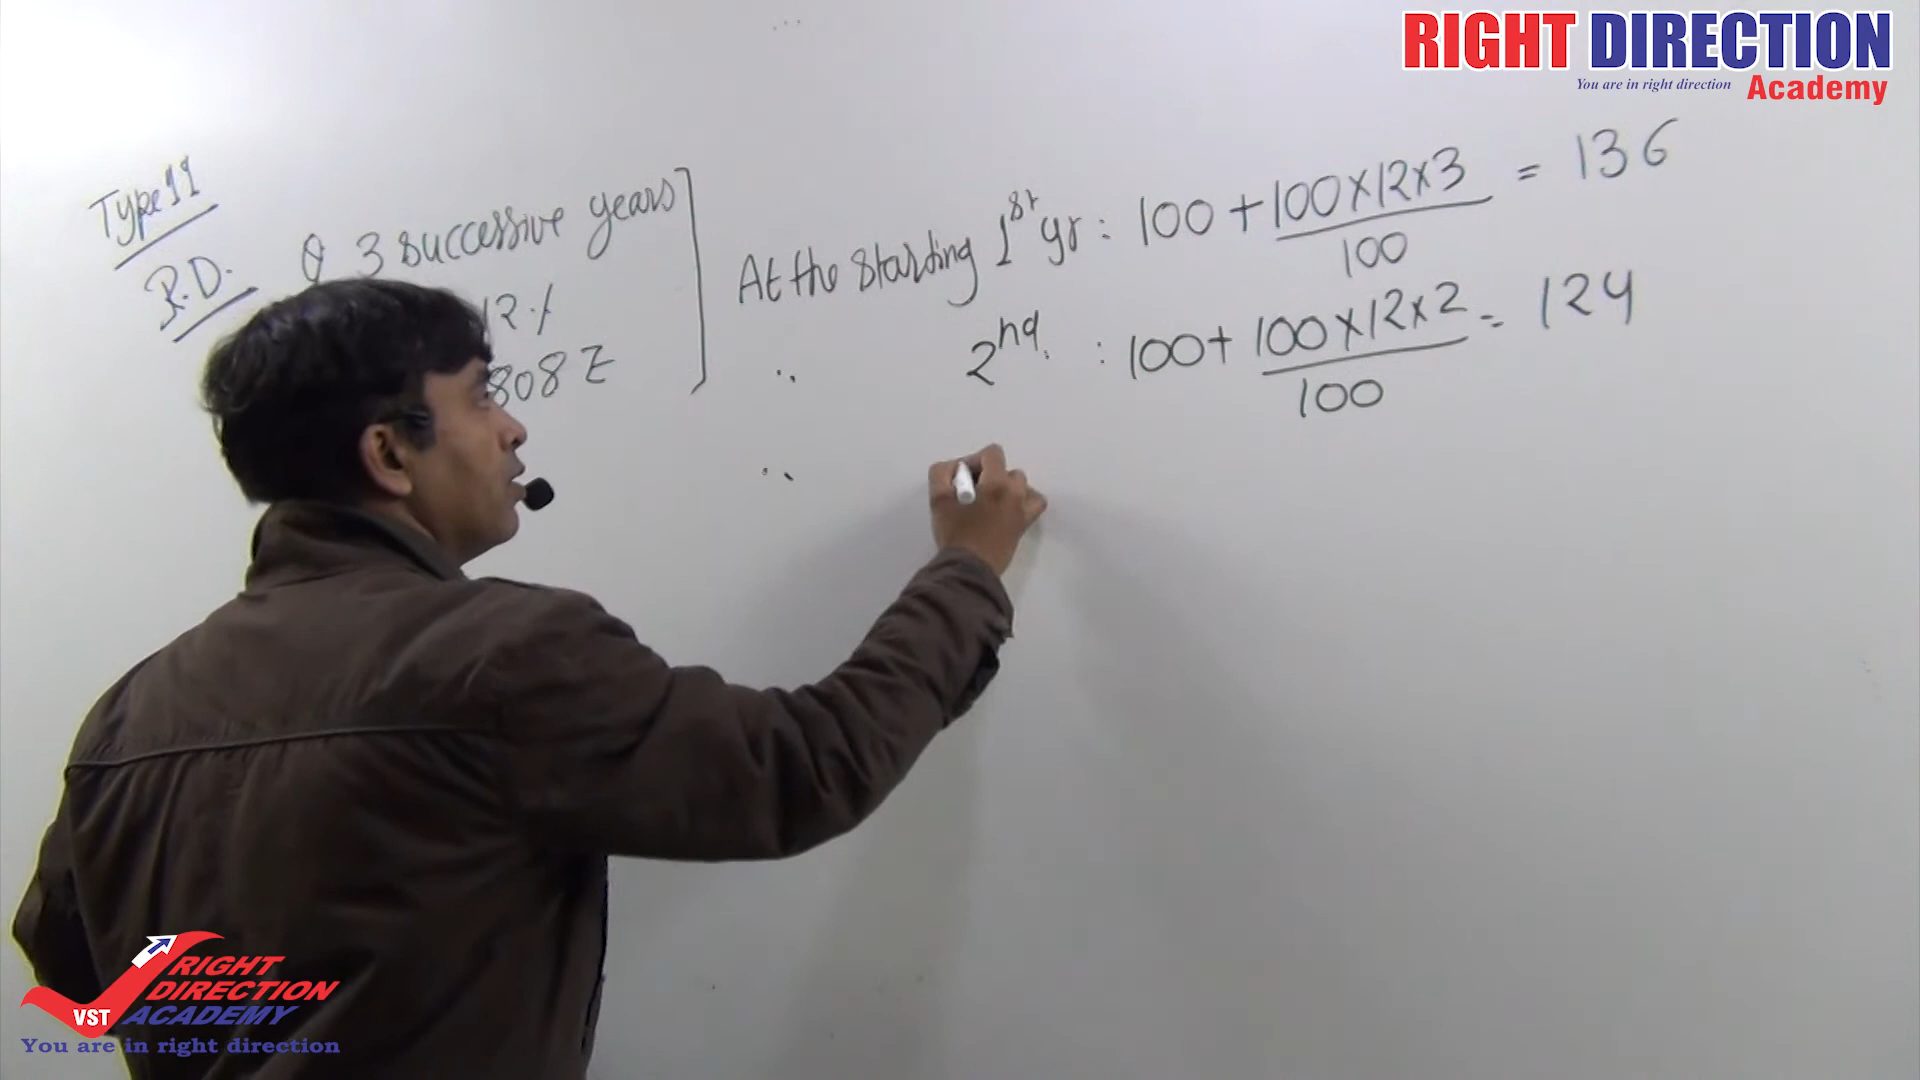 RIGHT DIRECTION
You are in right direction Academy
Type 11
R.D.
3 successive years
12 %
808
At the starting 1st yr : 100 + 100×12×3 / 100 = 136
2nd : 100 + 100×12×2 / 100 = 124
RIGHT
DIRECTION
VST ACADEMY
You are in right direction